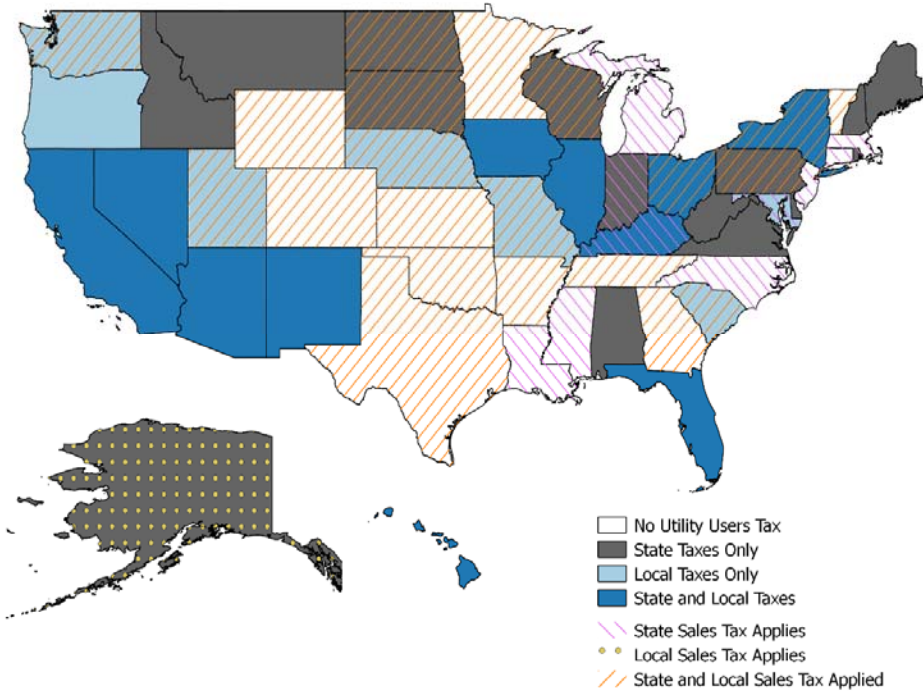 No Utility Users Tax
State Taxes Only
Local Taxes Only
State and Local Taxes
State Sales Tax Applies
Local Sales Tax Applies
State and Local Sales Tax Applied